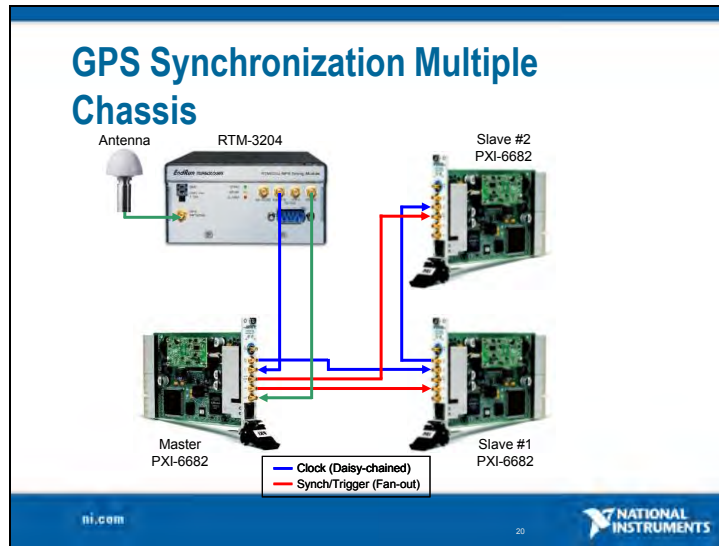 GPS Synchronization Multiple
Chassis
Antenna
RTM-3204
Slave #2
PXI-6682
EndRun
Master
PXI-6682
Slave #1
PXI-6682
Clock (Daisy-chained)
Synch/Trigger (Fan-out)
ni.com
20
NATIONAL
INSTRUMENTS